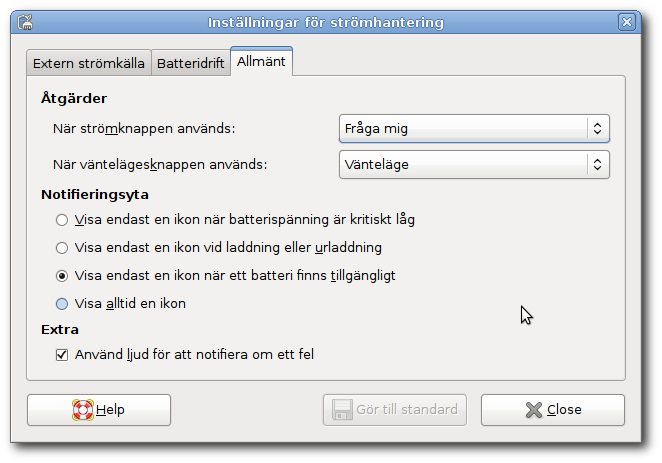 Inställningar för strömhantering
Extern strömkälla Batteridrift Allmänt
Åtgärder
När strömknappen används: Fråga mig
Närväntelägesknappen används: Vänteläge
Notifieringsyta
Visa endast en ikon när batterispänning är kritiskt låg
Visa endast en ikon vid laddning eller urladdning
Visa endast en ikon när ett batteri finns tillgängligt
Visa alltid en ikon
Extra
Använd ljud för att notifiera om ett fel
Help Gör till standard Close